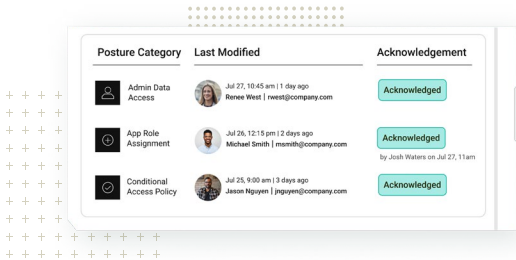 Posture Category Last Modified Acknowledgement
Admin Data Access
Jul 27, 10:45 am | 1 day ago
Renee West | rwest@company.com
Acknowledged
App Role Assignment
Jul 26, 12:15 pm | 2 days ago
Michael Smith | msmith@company.com
Acknowledged
by Josh Waters on Jul 27, 11am
Conditional Access Policy
Jul 25, 9:00 am | 3 days ago
Jason Nguyen | jnguyen@company.com
Acknowledged